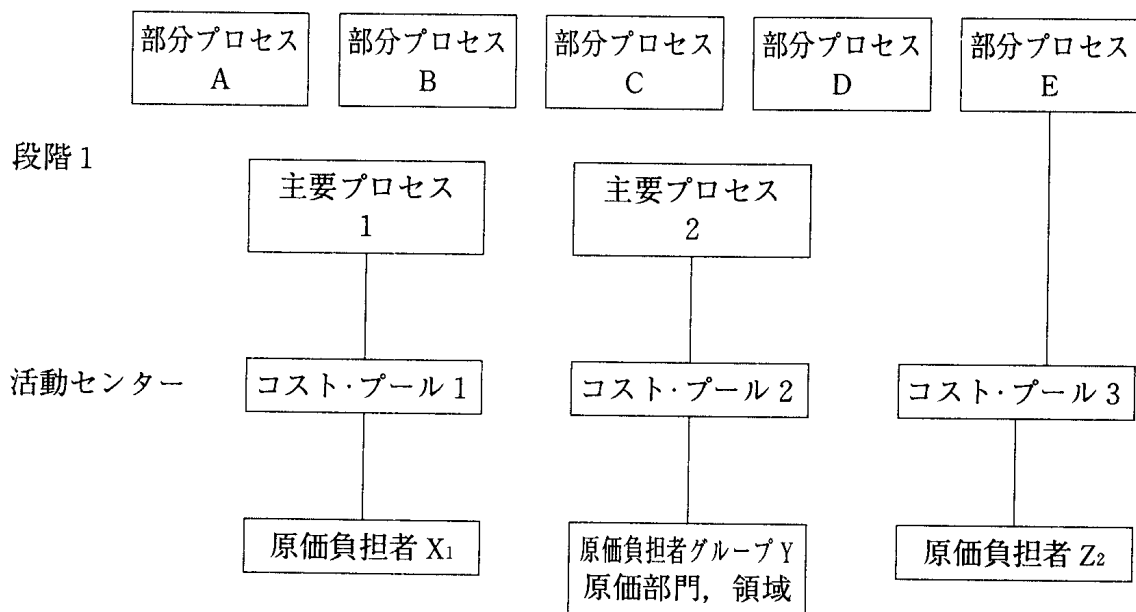 部分プロセス
A
部分プロセス
B
部分プロセス
C
部分プロセス
D
部分プロセス
E
段階1
主要プロセス
1
主要プロセス
2
活動センター
コスト·プール1
コスト·プール2
コスト·プール3
原価負担者 X₁
原価負担者グループ Y
原価部門，領域
原価負担者 Z₂